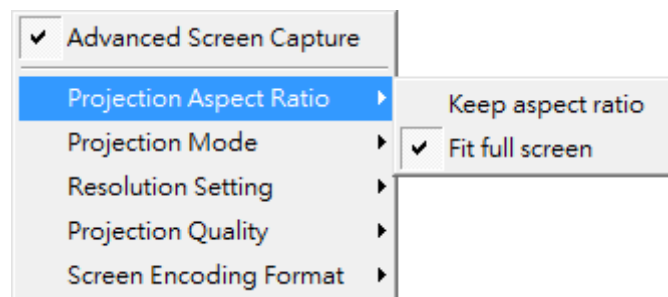 Advanced Screen Capture
Projection Aspect Ratio
Keep aspect ratio
Projection Mode
Fit full screen
Resolution Setting
Projection Quality
Screen Encoding Format